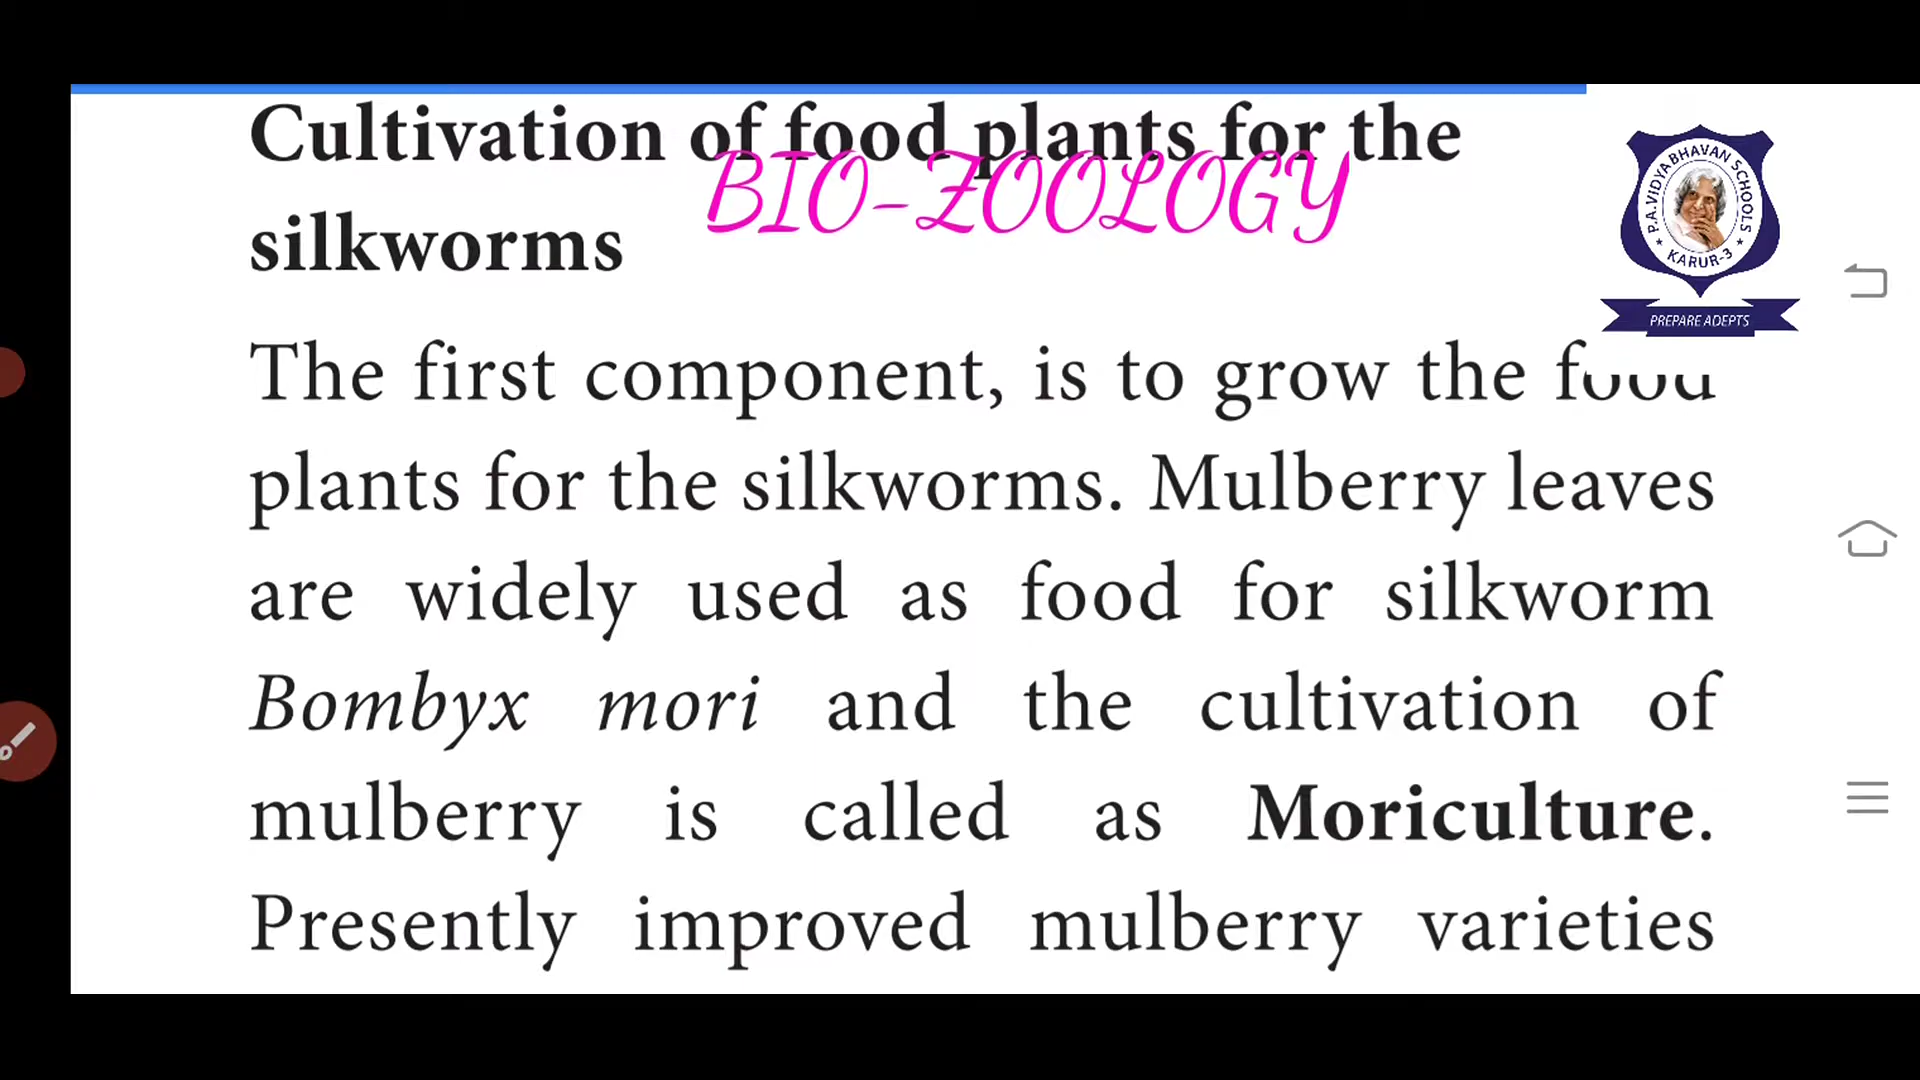 Cultivation of food plants for the
BIO-ZOOLOGY
silkworms
P.A.VIDYABHAVAN SCHOOLS
KARUR-3
PREPARE ADEPTS
The first component, is to grow the food
plants for the silkworms. Mulberry leaves
are widely used as food for silkworm
Bombyx mori and the cultivation of
mulberry is called as Moriculture.
Presently improved mulberry varieties